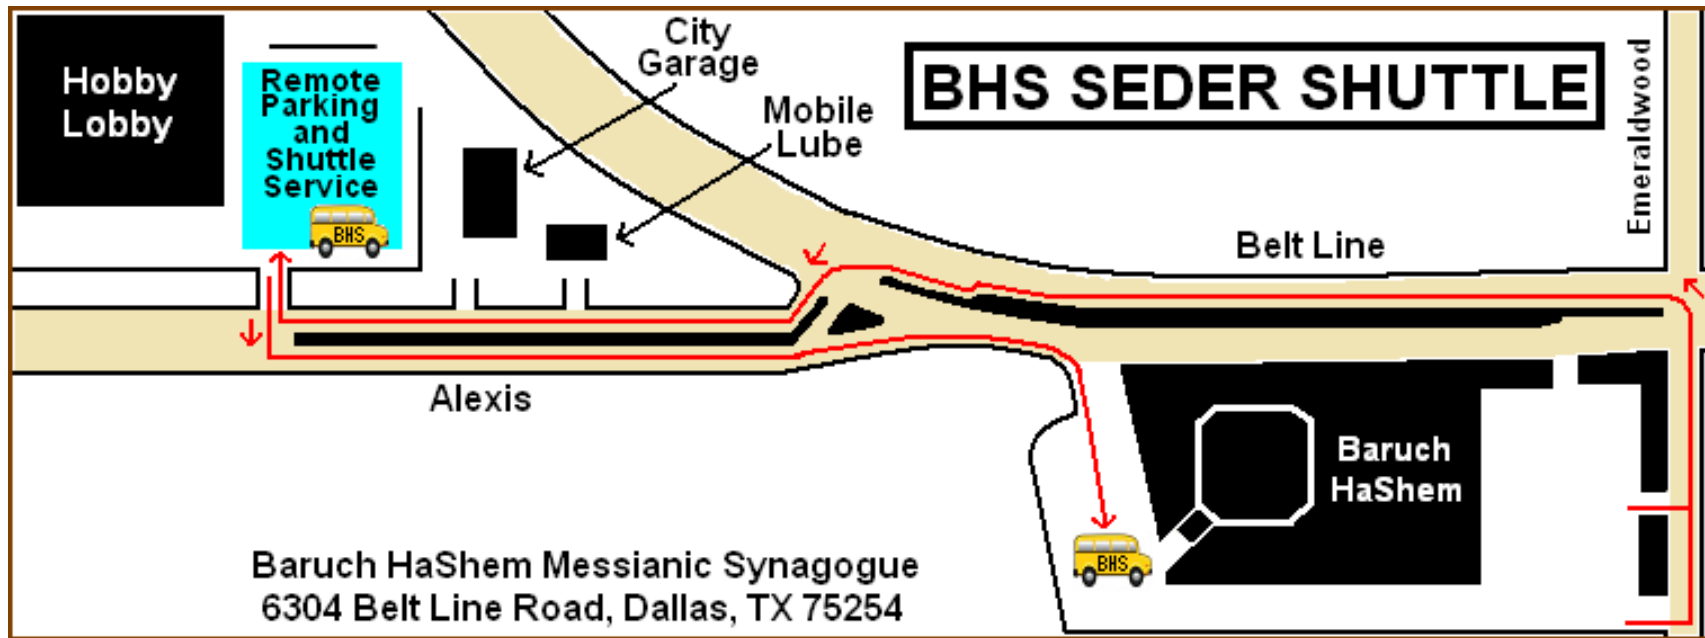 Hobby
Lobby
Remote
Parking
and
Shuttle
Service
BHS
City
Garage
Mobile
Lube
BHS SEDER SHUTTLE
Emeraldwood
Belt Line
Alexis
Baruch
HaShem
BHS
Baruch HaShem Messianic Synagogue
6304 Belt Line Road, Dallas, TX 75254